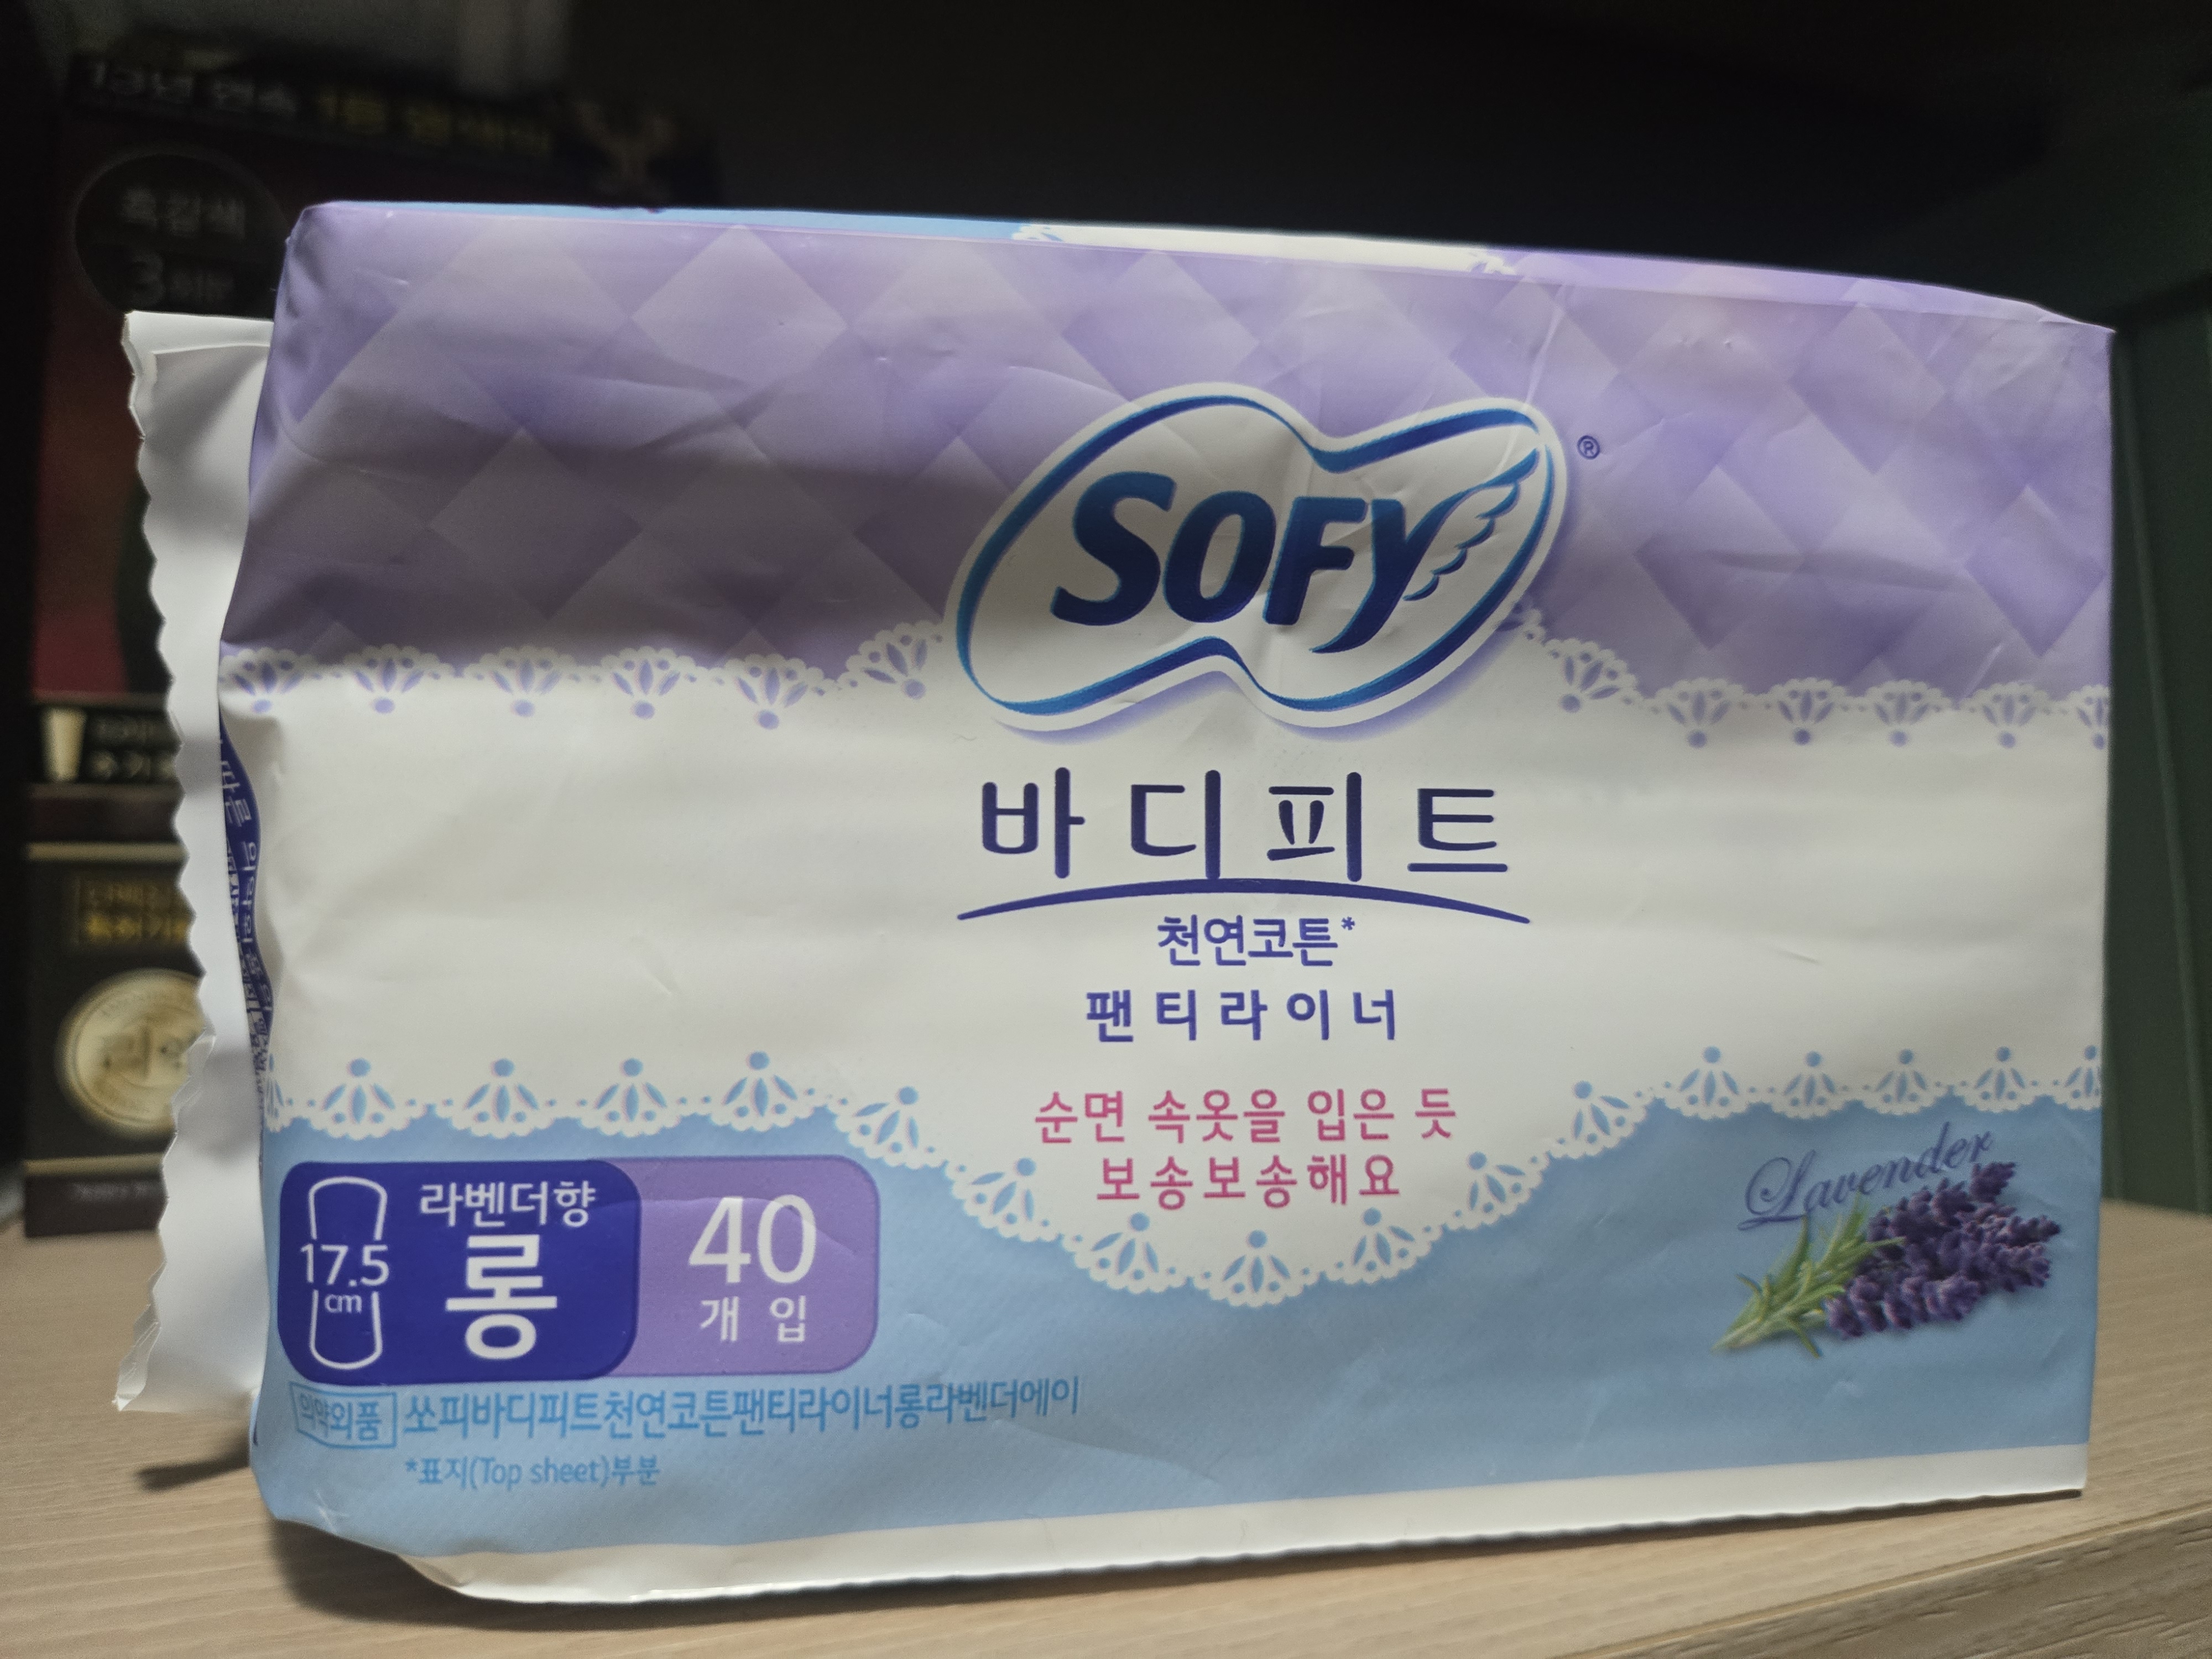 흑갈색
SOFY®
바디피트
천연코튼*
팬티라이너
순면 속옷을 입은 듯
보송보송해요
Lavender
라벤더향
롱
17.5
cm
40
개입
의약외품 쏘피바디피트천연코튼팬티라이너롱라벤더에이
*표지(Top sheet)부분